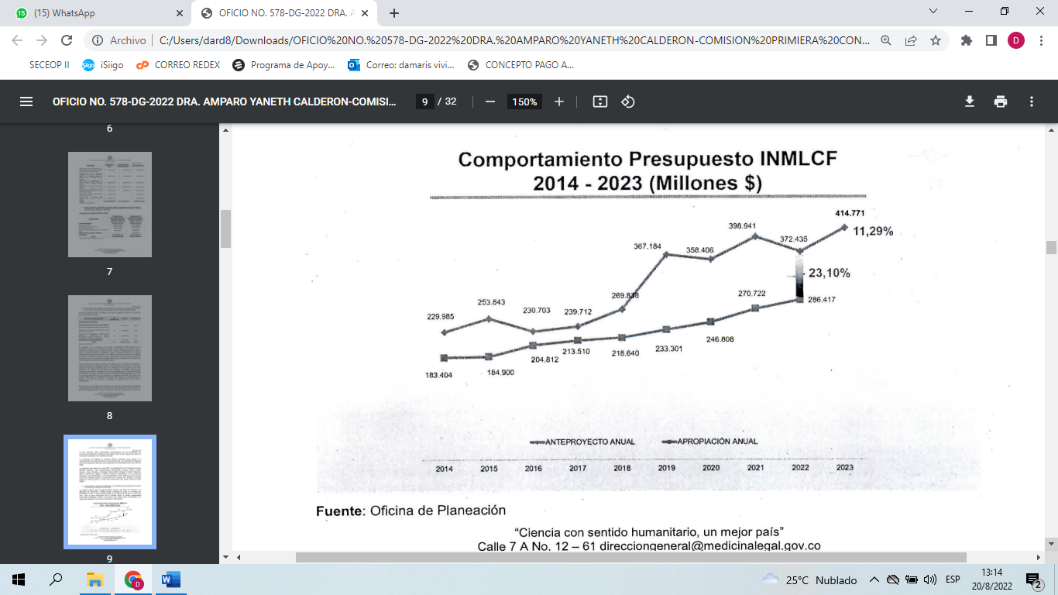 (15) WhatsApp
OFICIO NO. 578-DG-2022 DRA. A
Archivo
C:/Users/dard8/Downloads/OFICIO%20NO.%20578-DG-2022%20DRA.%20AMPARO%20YANETH%20CALDERON-COMISION%20PRIMIERA%20CON...
D
SECEOP II
iSiigo
CORREO REDEX
Programa de Apoy...
Correo: damaris vivi...
CONCEPTO PAGO A...
OFICIO NO. 578-DG-2022 DRA. AMPARO YANETH CALDERON-COMISI...
9 / 32
150%
6
7
8
9
Comportamiento Presupuesto INMLCF
2014 - 2023 (Millones $)
414.771
398.941
11,29%
367.184
358.406
372.435
23,10%
253.843
269.838
270.722
286.417
229.985
230.703
239.712
246.808
204.812
213.510
218.640
233.301
183.404
184.900
ANTEPROYECTO ANUAL
APROPIACIÓN ANUAL
2014 2015 2016 2017 2018 2019 2020 2021 2022 2023
Fuente: Oficina de Planeación
“Ciencia con sentido humanitario, un mejor país”
Calle 7 A No. 12 – 61 direcciongeneral@medicinalegal.gov.co
25°C Nublado
ESP
13:14
20/8/2022
2